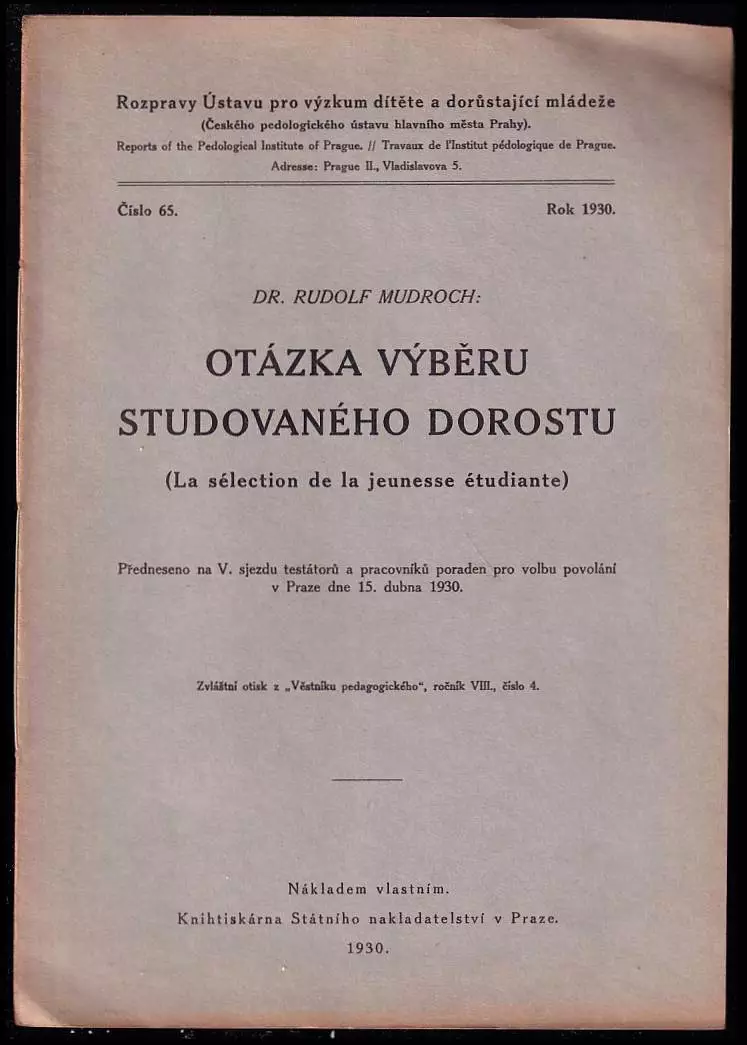 Rozpravy Ústavu pro výzkum dítěte a dorůstající mládeže
(Českého pedologického ústavu hlavního města Prahy).
Reports of the Pedological Institute of Prague. // Travaux de l'Institut pédologique de Prague.
Adresse: Prague II., Vladislavova 5.
Číslo 65. Rok 1930.
DR. RUDOLF MUDROCH:
OTÁZKA VÝBĚRU
STUDOVANÉHO DOROSTU
(La sélection de la jeunesse étudiante)
Předneseno na V. sjezdu testátorů a pracovníků poraden pro volbu povolání
v Praze dne 15. dubna 1930.
Zvláštní otisk z „Věstníku pedagogického", ročník VIII., číslo 4.
Nákladem vlastním.
Knihtiskárna Státního nakladatelství v Praze.
1930.